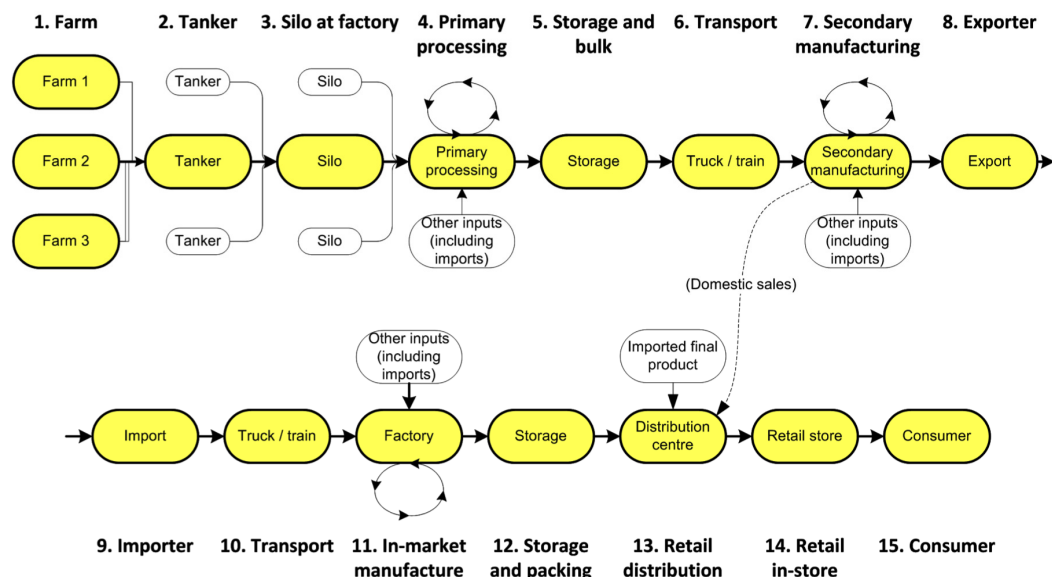 1. Farm
2. Tanker
3. Silo at factory
4. Primary
processing
5. Storage and
bulk
6. Transport
7. Secondary
manufacturing
8. Exporter
Farm 1
Tanker
Silo
Farm 2
Tanker
Silo
Primary
processing
Storage
Truck / train
Secondary
manufacturing
Export
Farm 3
Tanker
Silo
Other inputs
(including
imports)
Other inputs
(including
imports)
(Domestic sales)
Other inputs
(including
imports)
Imported final
product
Import
Truck / train
Factory
Storage
Distribution
centre
Retail store
Consumer
9. Importer
10. Transport
11. In-market
manufacture
12. Storage
and packing
13. Retail
distribution
14. Retail
in-store
15. Consumer